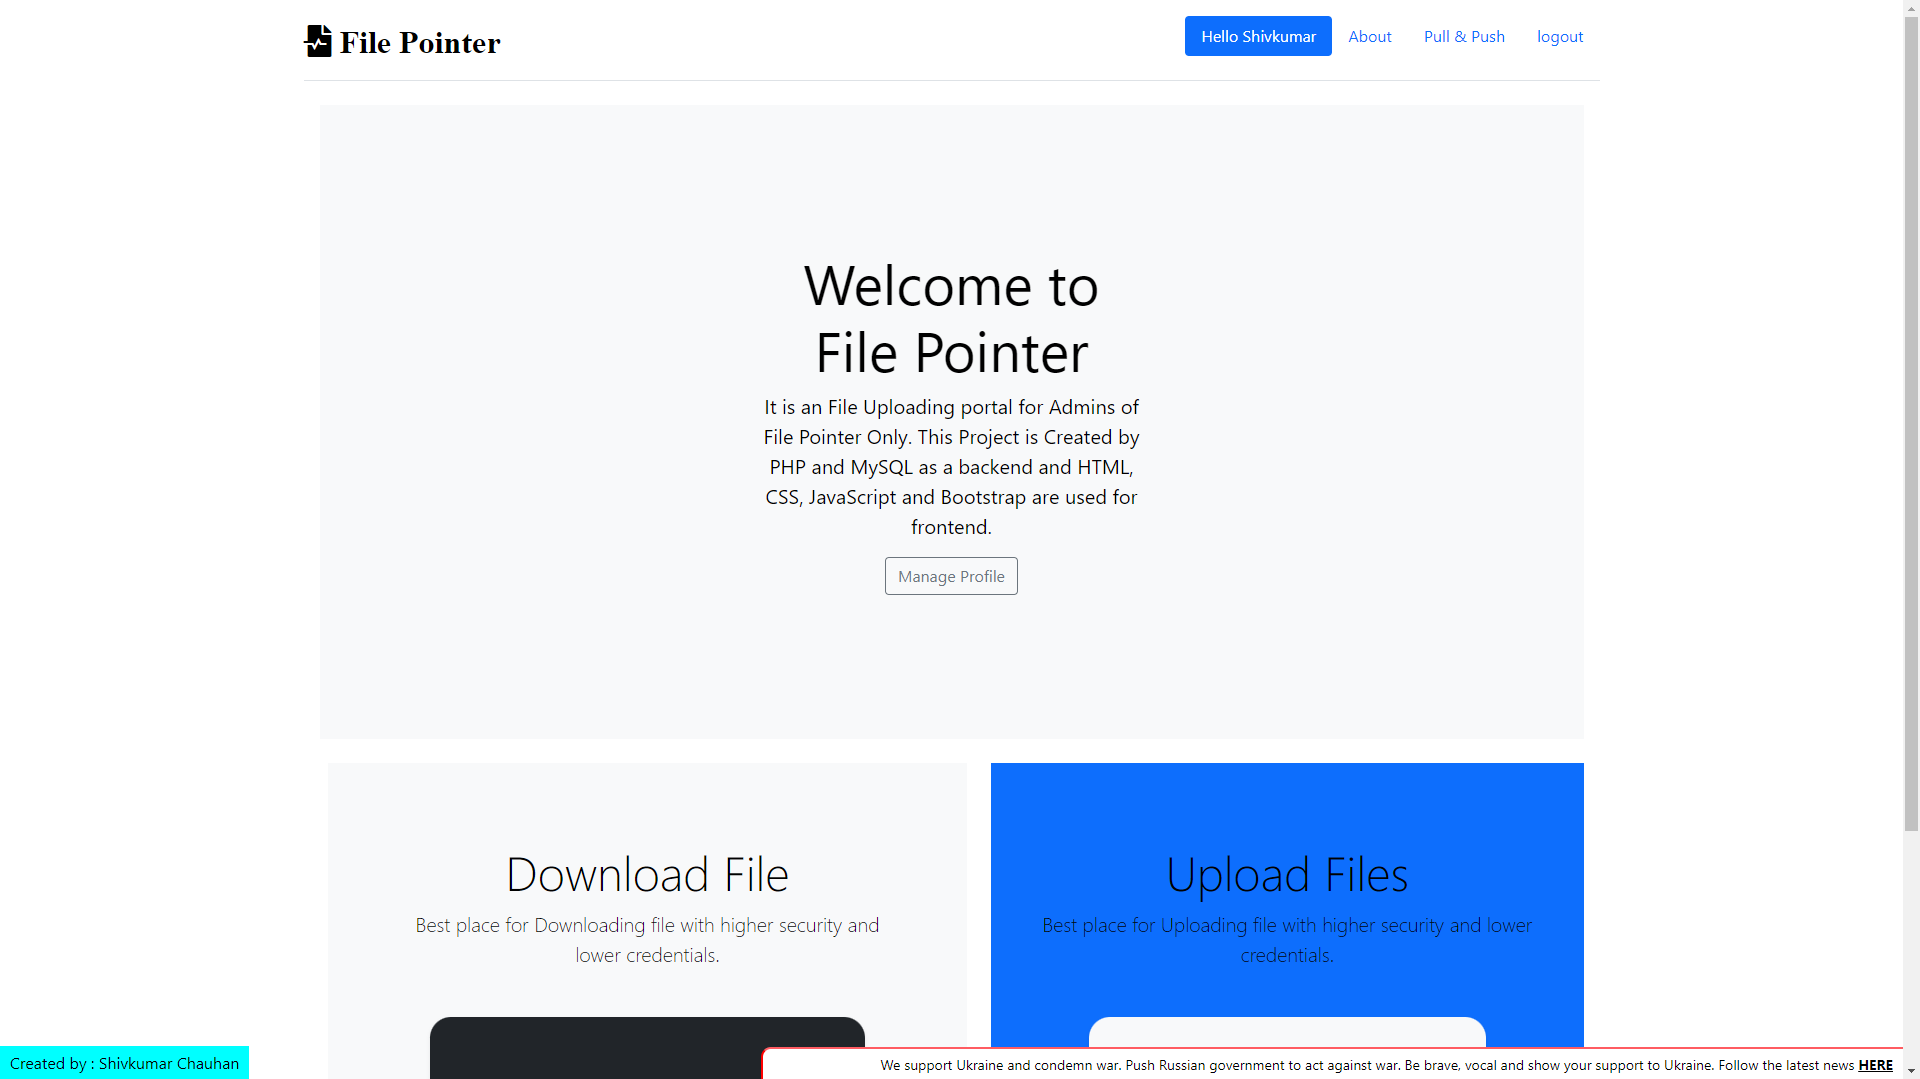 File Pointer
Hello Shivkumar
About
Pull & Push
logout
Welcome to
File Pointer
It is an File Uploading portal for Admins of
File Pointer Only. This Project is Created by
PHP and MySQL as a backend and HTML,
CSS, JavaScript and Bootstrap are used for
frontend.
Manage Profile
Download File
Best place for Downloading file with higher security and
lower credentials.
Upload Files
Best place for Uploading file with higher security and lower
credentials.
Created by : Shivkumar Chauhan
We support Ukraine and condemn war. Push Russian government to act against war. Be brave, vocal and show your support to Ukraine. Follow the latest news HERE